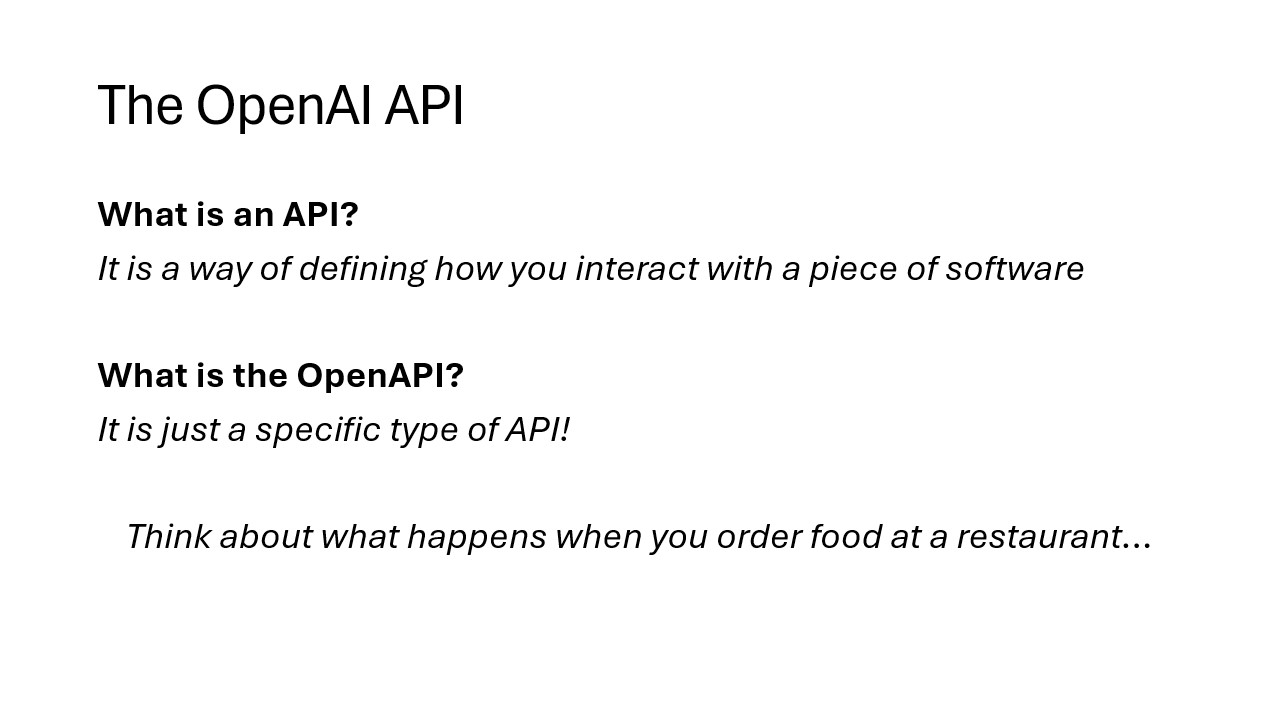 The OpenAI API
What is an API?
It is a way of defining how you interact with a piece of software
What is the OpenAPI?
It is just a specific type of API!
Think about what happens when you order food at a restaurant...